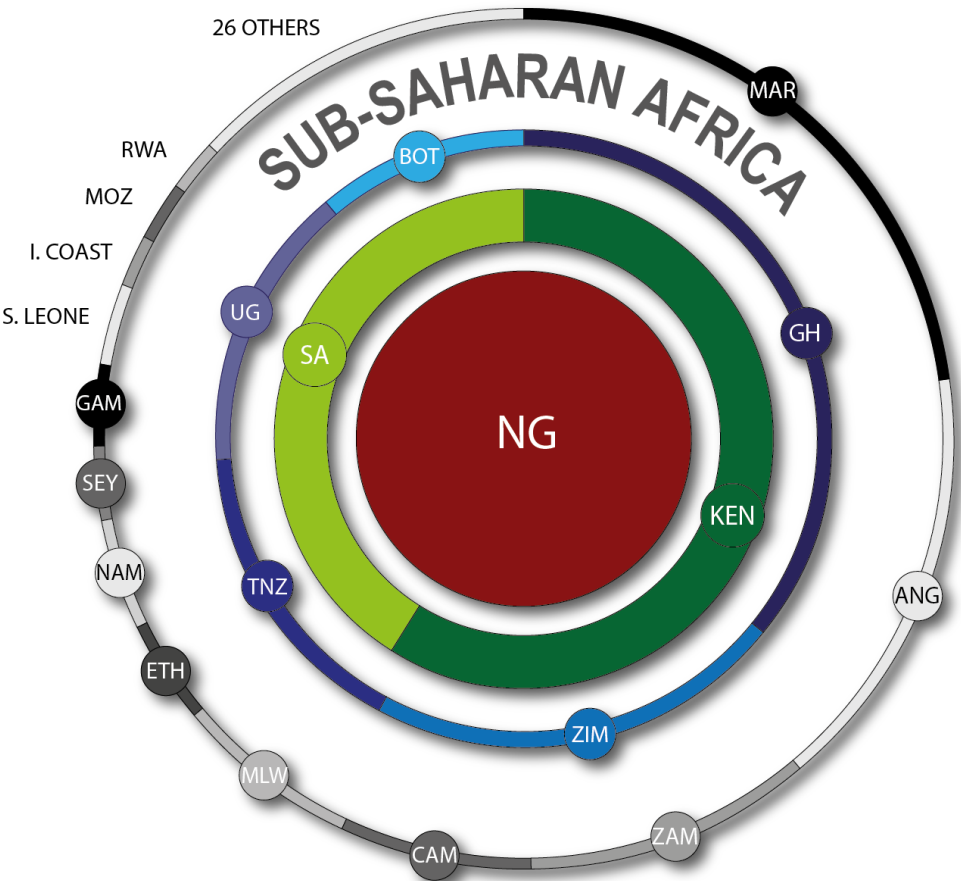 26 OTHERS
SUB-SAHARAN AFRICA
MAR
RWA
BOT
MOZ
I. COAST
UG
S. LEONE
GH
SA
GAM
NG
SEY
KEN
NAM
TNZ
ANG
ETH
ZIM
MLW
ZAM
CAM